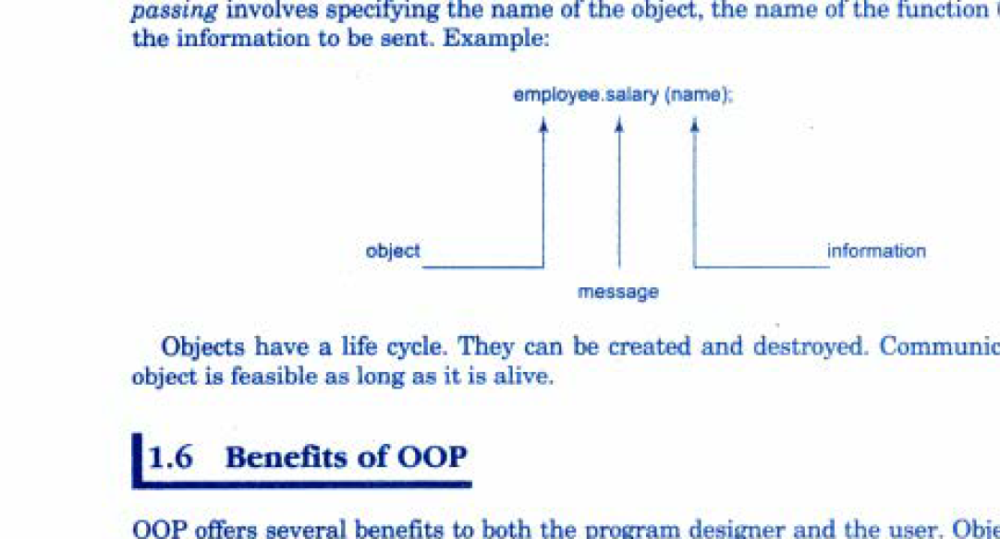 passing involves specifying the name of the object, the name of the function
the information to be sent. Example:
employee.salary (name);
object
information
message
Objects have a life cycle. They can be created and destroyed.
object is feasible as long as it is alive.
1.6 Benefits of OOP
OOP offers several benefits to both the program designer and the user.